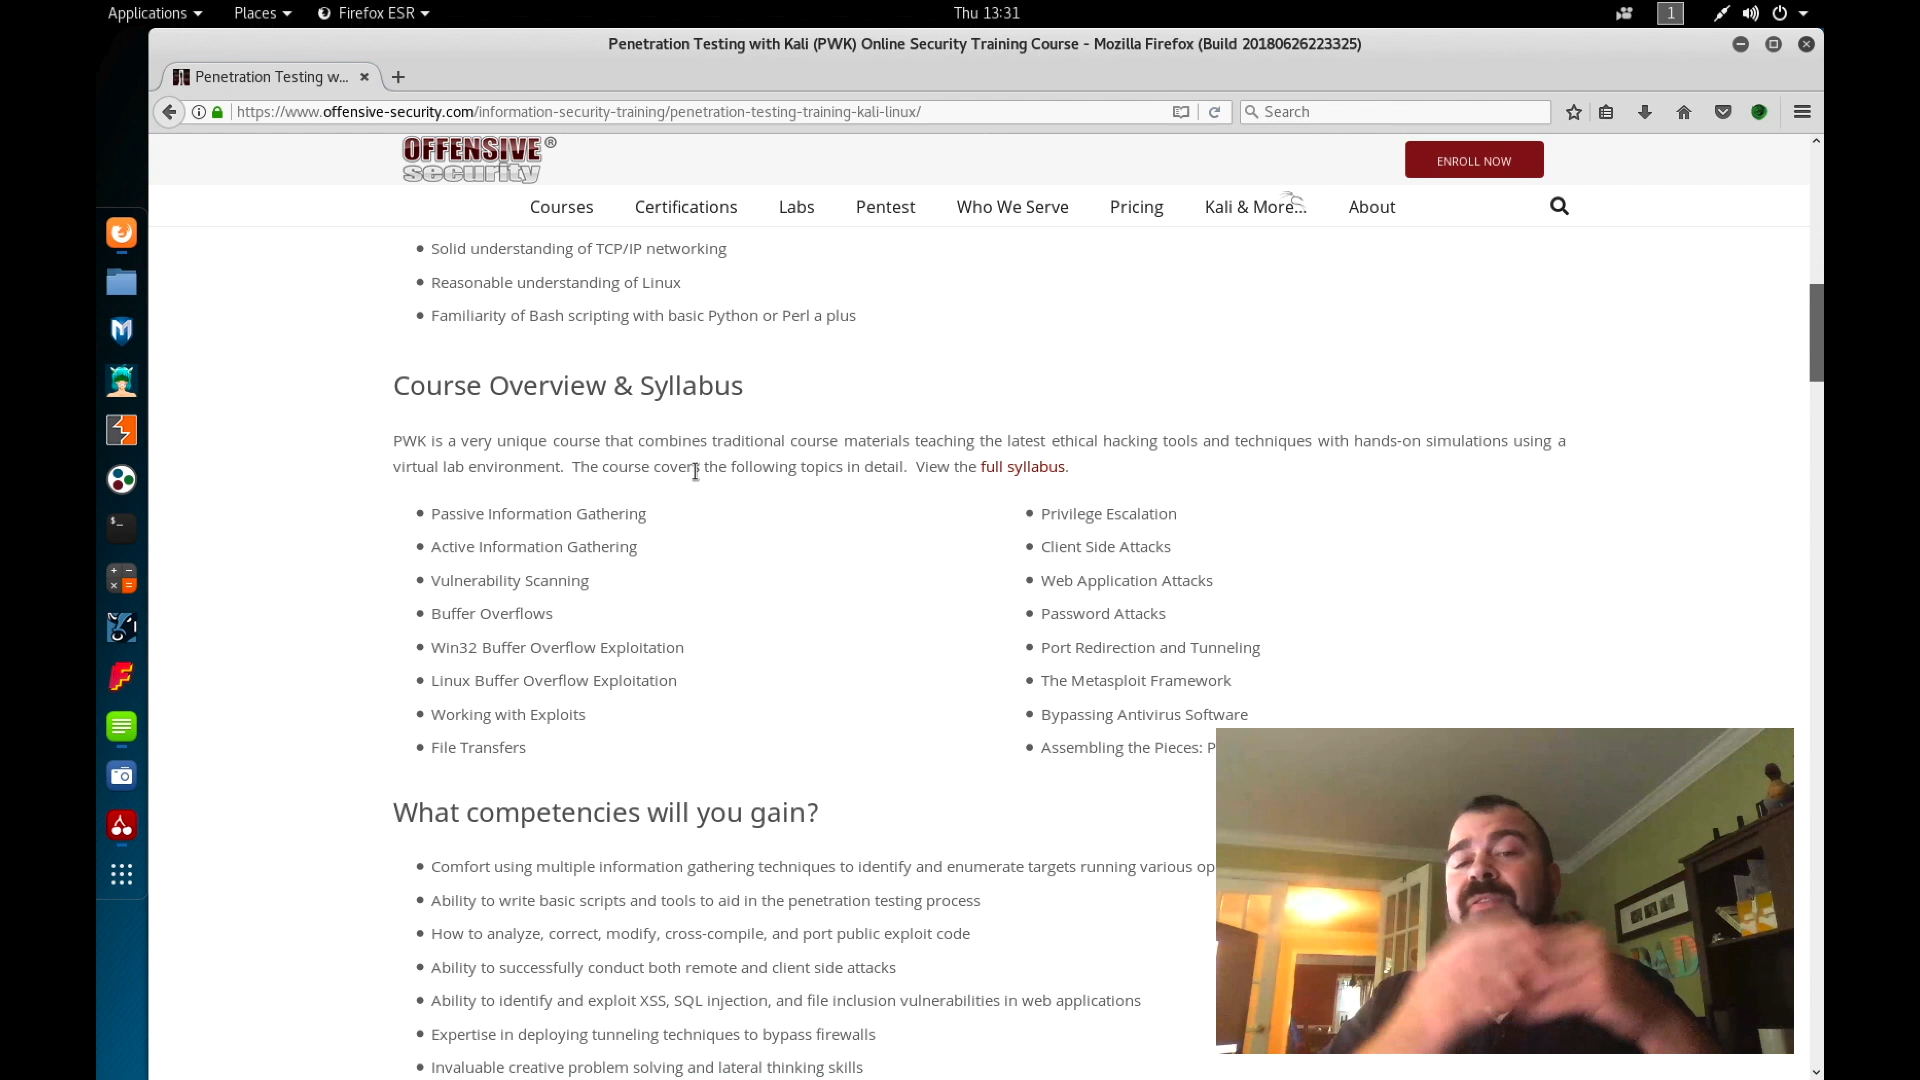 Applications
Places
Firefox ESR
Thu 13:31
1
Penetration Testing with Kali (PWK) Online Security Training Course - Mozilla Firefox (Build 20180626223325)
Penetration Testing w...
https://www.offensive-security.com/information-security-training/penetration-testing-training-kali-linux/
Search
OFFENSIVE®
security
ENROLL NOW
Courses
Certifications
Labs
Pentest
Who We Serve
Pricing
Kali & More...
About
Solid understanding of TCP/IP networking
Reasonable understanding of Linux
Familiarity of Bash scripting with basic Python or Perl a plus
Course Overview & Syllabus
PWK is a very unique course that combines traditional course materials teaching the latest ethical hacking tools and techniques with hands-on simulations using a
virtual lab environment. The course covers the following topics in detail. View the full syllabus.
Passive Information Gathering
Active Information Gathering
Vulnerability Scanning
Buffer Overflows
Win32 Buffer Overflow Exploitation
Linux Buffer Overflow Exploitation
Working with Exploits
File Transfers
Privilege Escalation
Client Side Attacks
Web Application Attacks
Password Attacks
Port Redirection and Tunneling
The Metasploit Framework
Bypassing Antivirus Software
Assembling the Pieces: P
What competencies will you gain?
Comfort using multiple information gathering techniques to identify and enumerate targets running various op
Ability to write basic scripts and tools to aid in the penetration testing process
How to analyze, correct, modify, cross-compile, and port public exploit code
Ability to successfully conduct both remote and client side attacks
Ability to identify and exploit XSS, SQL injection, and file inclusion vulnerabilities in web applications
Expertise in deploying tunneling techniques to bypass firewalls
Invaluable creative problem solving and lateral thinking skills